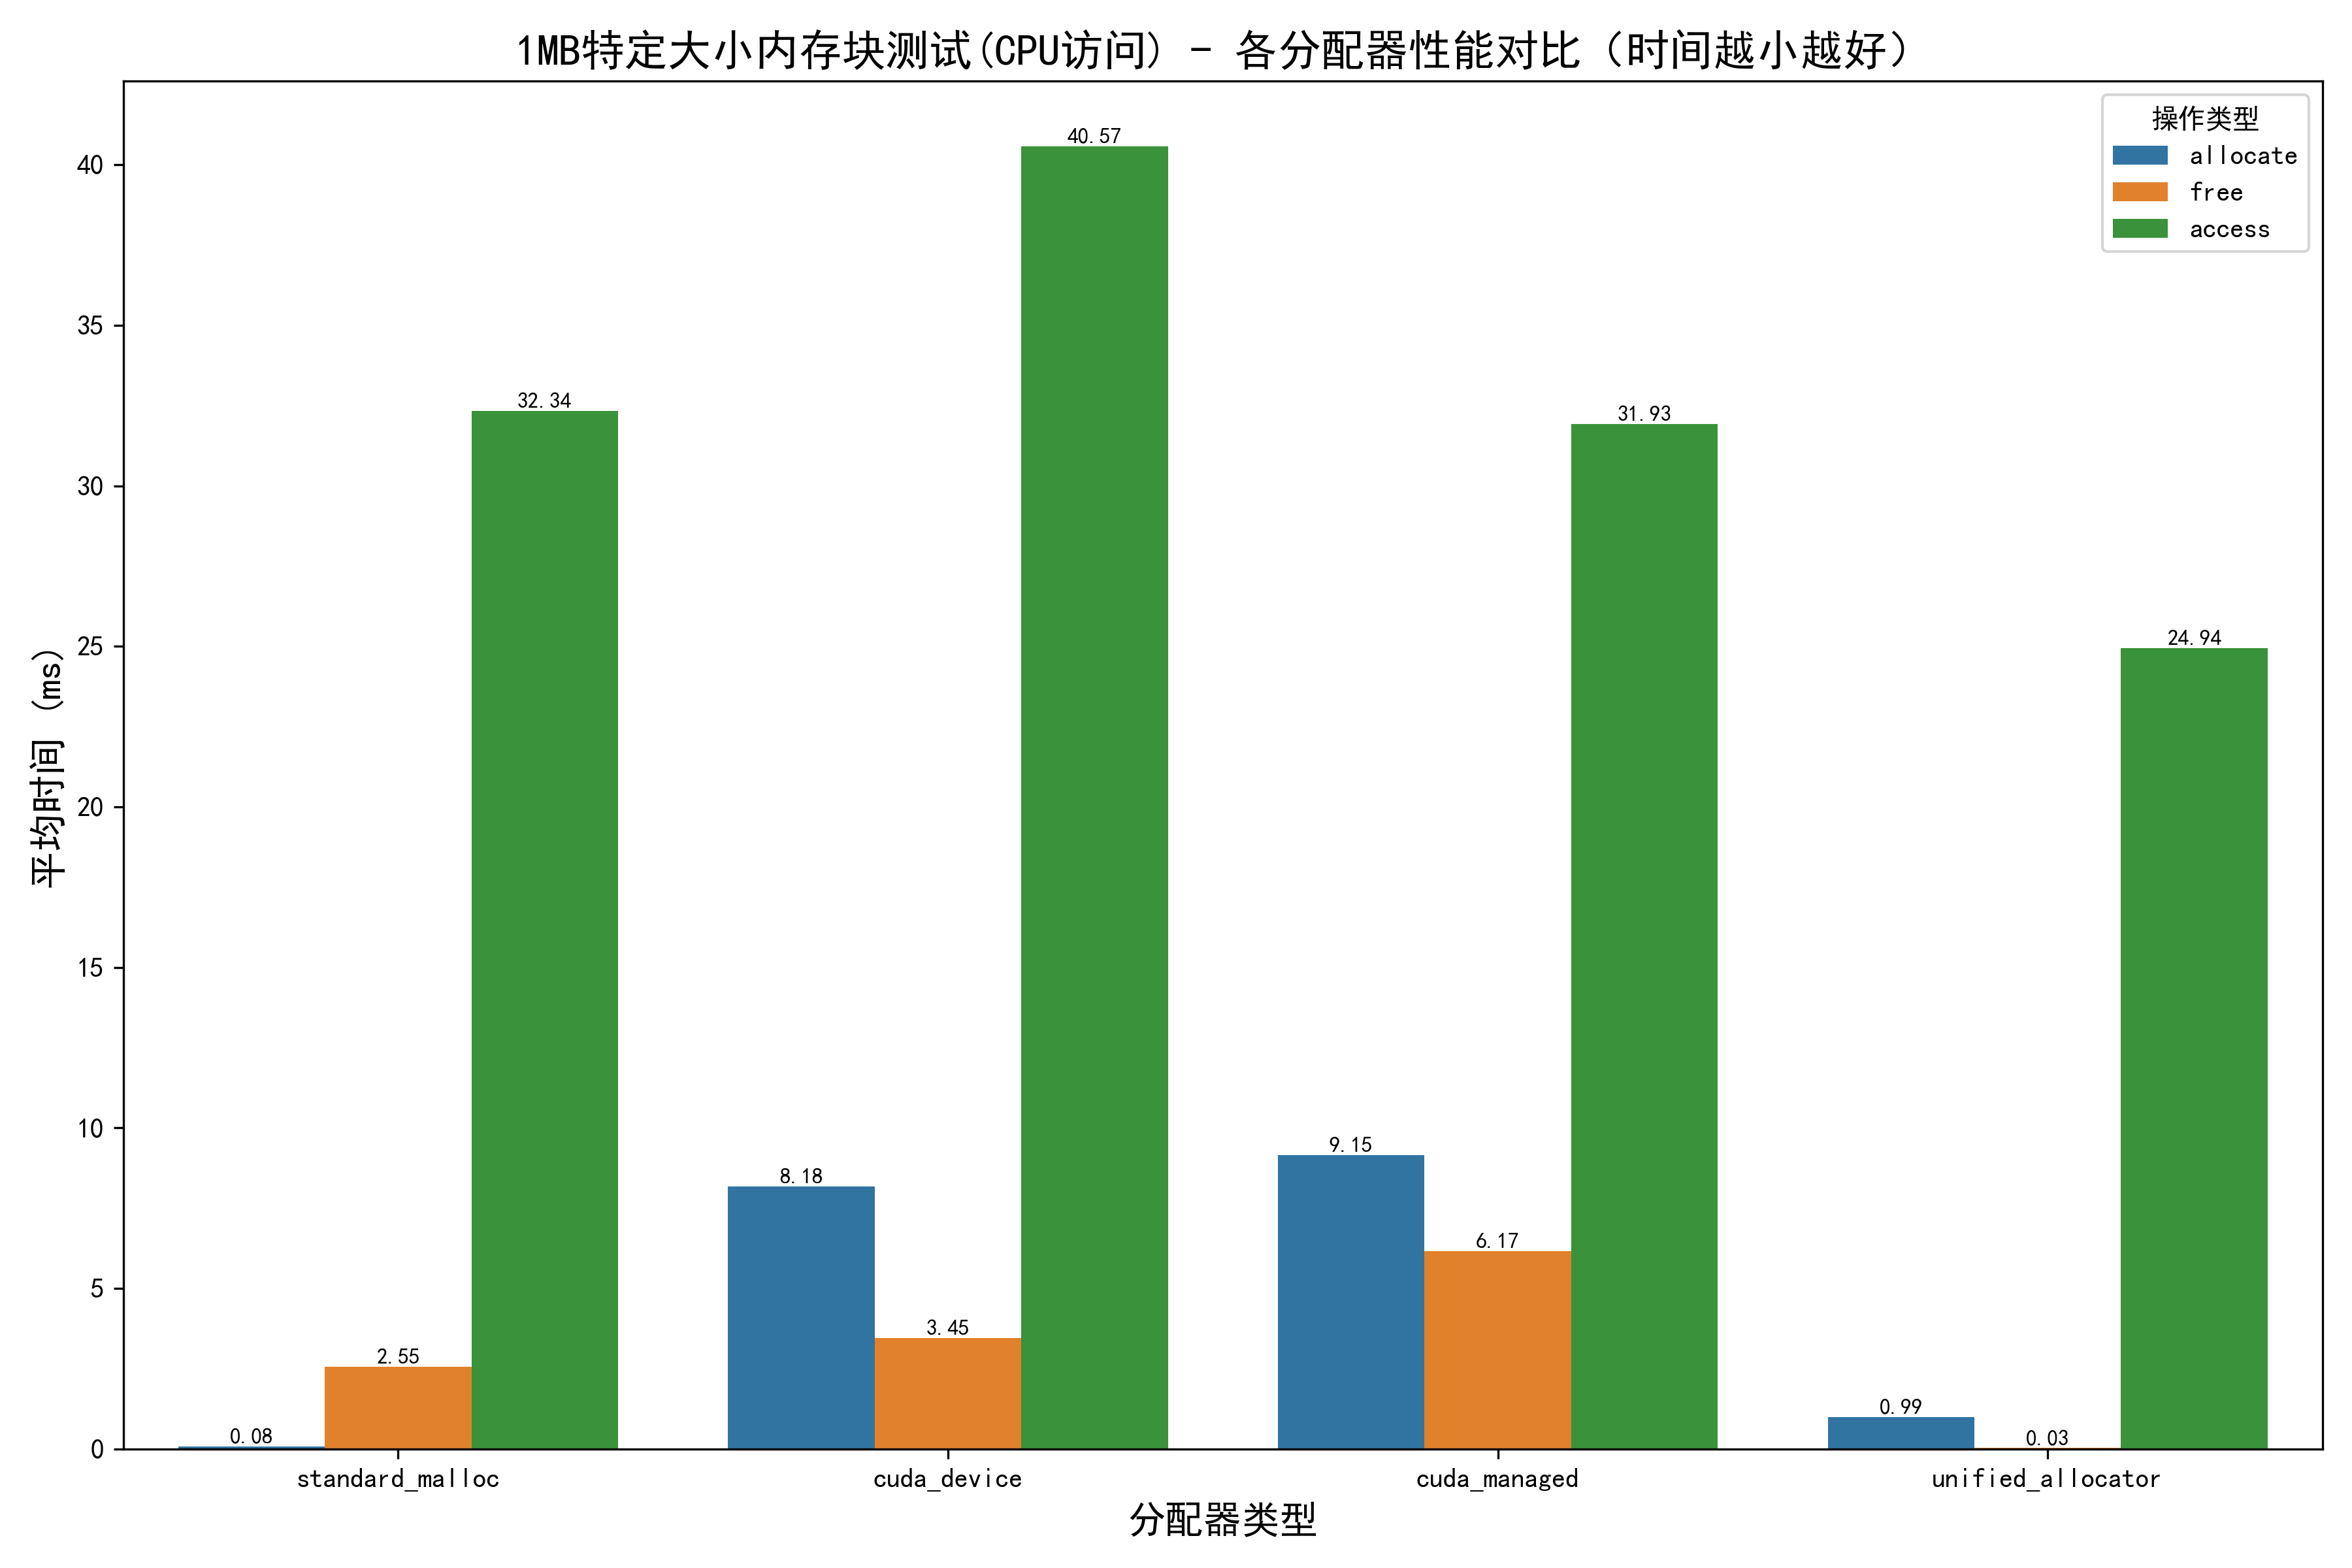 1MB特定大小内存块测试(CPU访问) - 各分配器性能对比 (时间越小越好)
操作类型
allocate
free
access
平均时间 (ms)
40
35
30
25
20
15
10
5
0
0.08
2.55
32.34
8.18
3.45
40.57
9.15
6.17
31.93
0.99
0.03
24.94
standard_malloc
cuda_device
cuda_managed
unified_allocator
分配器类型